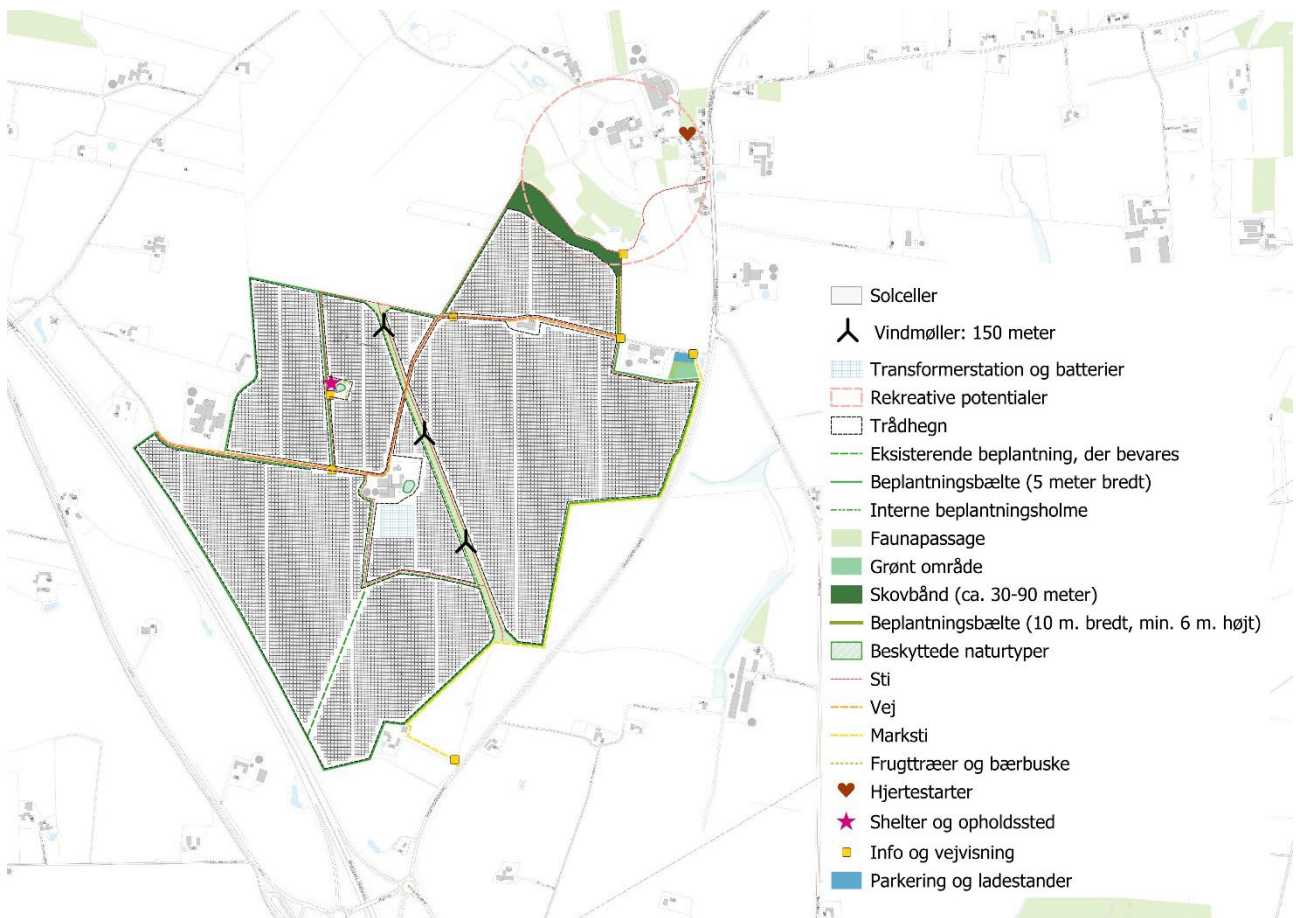 Solceller
Vindmøller: 150 meter
Transformerstation og batterier
Rekreative potentialer
Trådhegn
Eksisterende beplantning, der bevares
Beplantningsbælte (5 meter bredt)
Interne beplantningsholme
Faunapassage
Grønt område
Skovbånd (ca. 30-90 meter)
Beplantningsbælte (10 m. bredt, min. 6 m. højt)
Beskyttede naturtyper
Sti
Vej
Marksti
Frugttræer og bærbuske
Hjertestarter
Shelter og opholdssted
Info og vejvisning
Parkering og ladestander